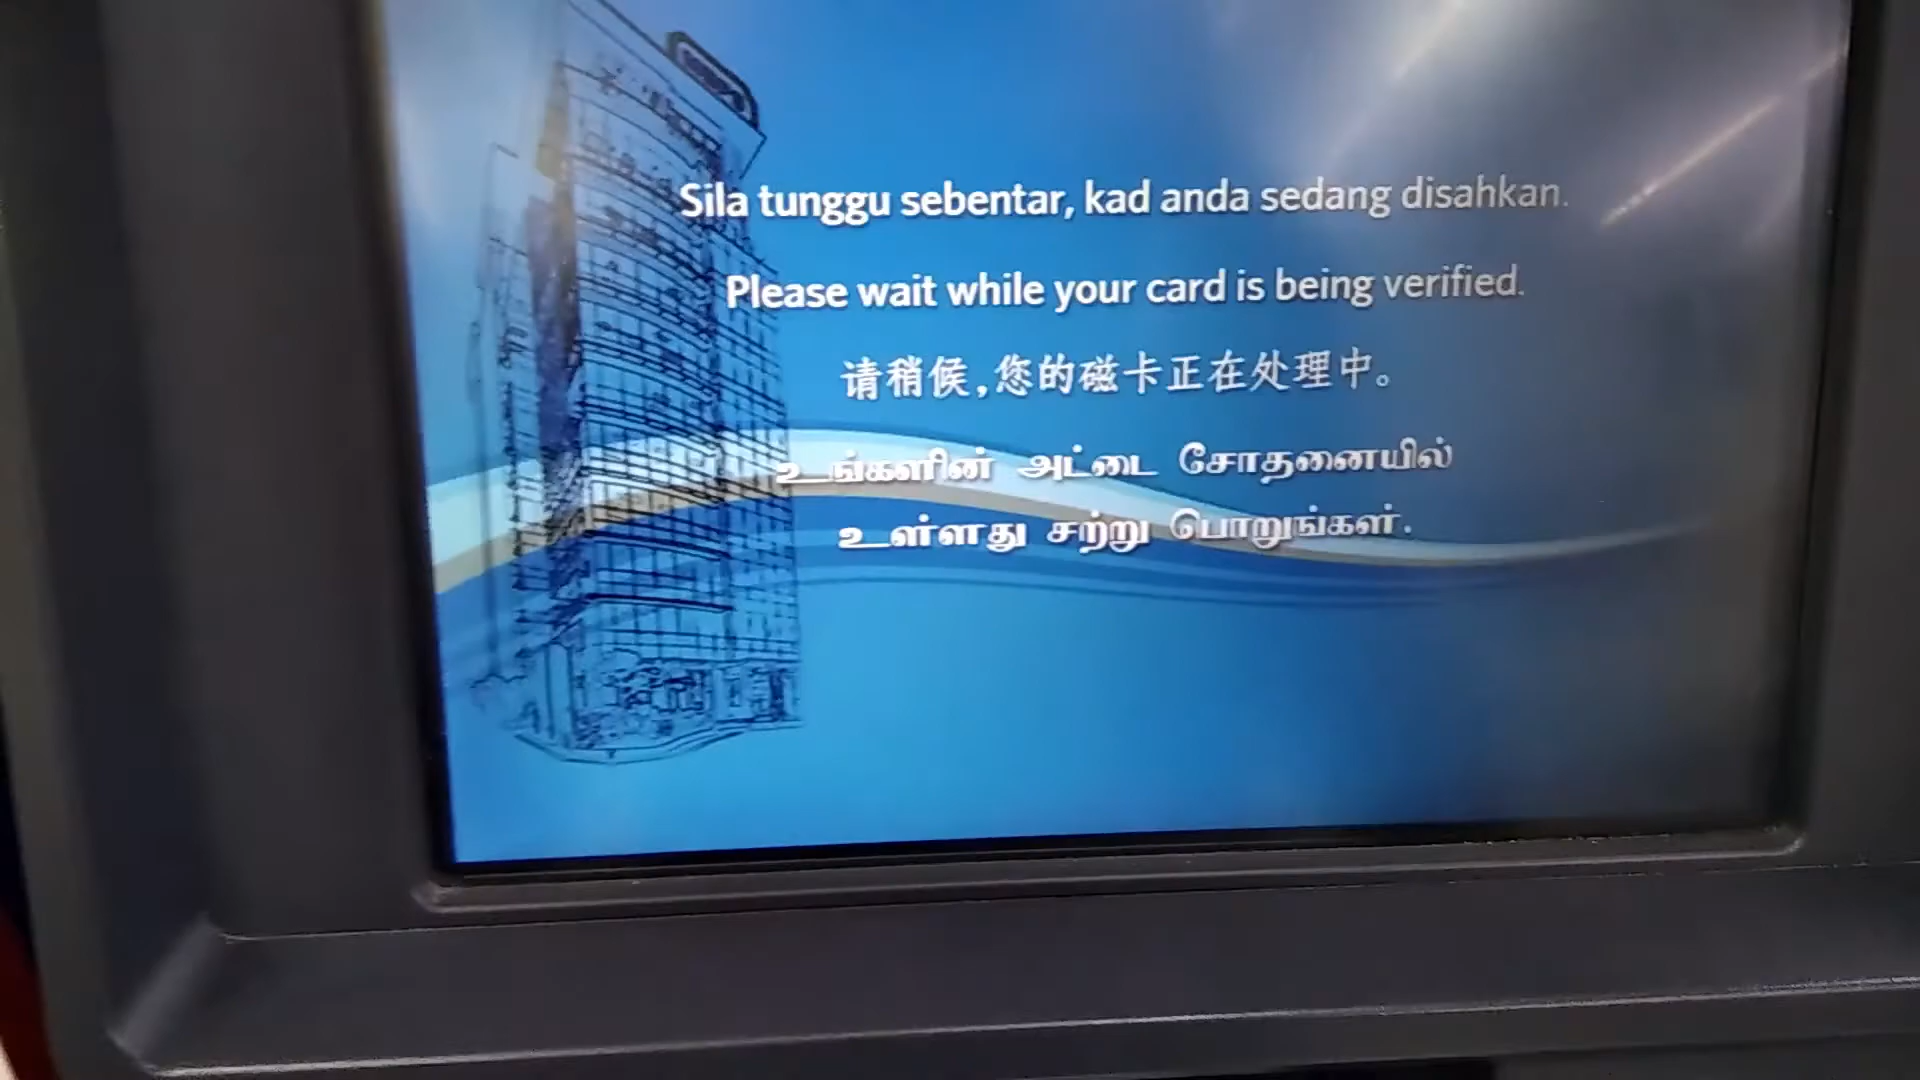 Sila tunggu sebentar, kad anda sedang disahkan.
Please wait while your card is being verified.
请稍候,您的磁卡正在处理中。
உங்களின் அட்டை சோதனையில்
உள்ளது சற்று பொறுங்கள்.